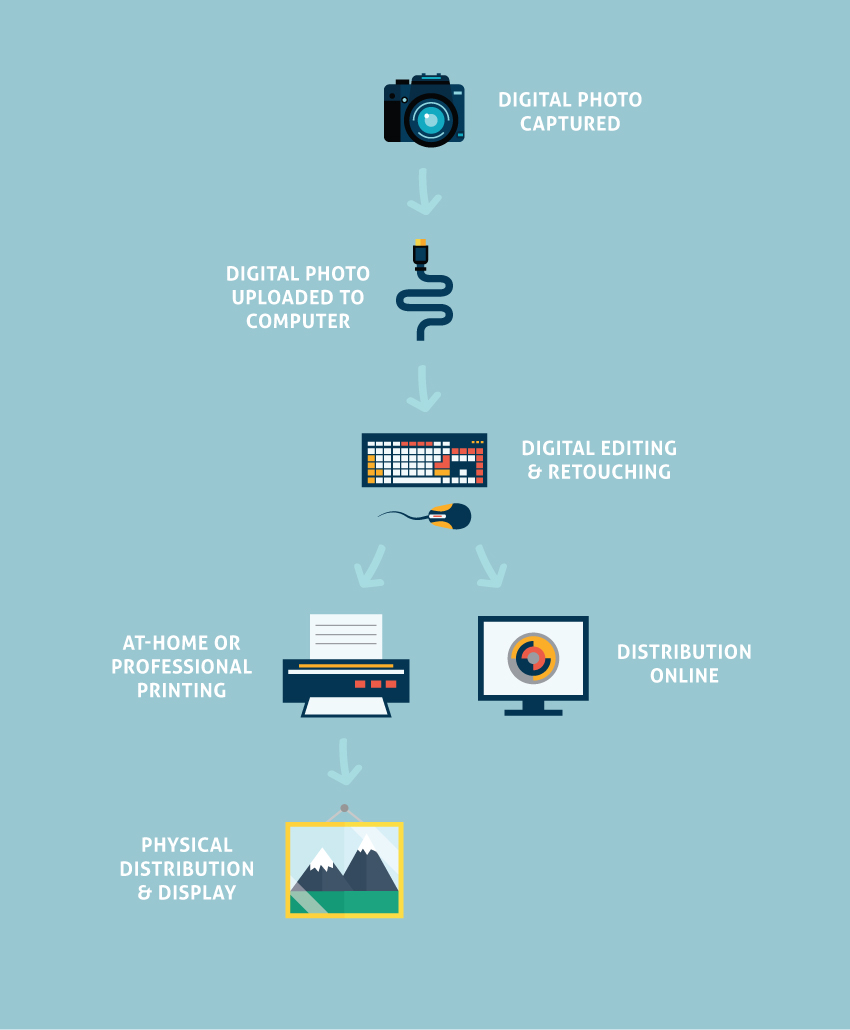 DIGITAL PHOTO
CAPTURED
DIGITAL PHOTO
UPLOADED TO
COMPUTER
DIGITAL EDITING
& RETOUCHING
AT-HOME OR
PROFESSIONAL
PRINTING
DISTRIBUTION
ONLINE
PHYSICAL
DISTRIBUTION
& DISPLAY